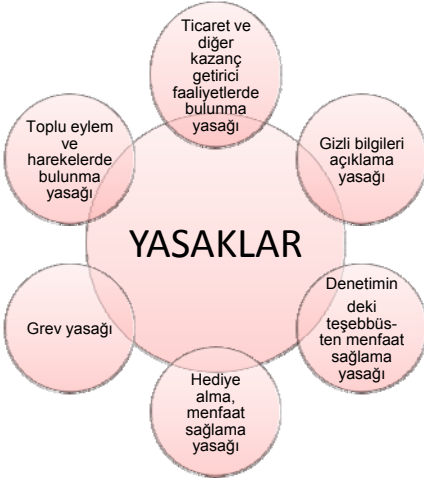 Ticaret ve
diğer
kazanç
getirici
faaliyetlerde
bulunma
yasağı
Toplu eylem
ve
harekelerde
bulunma
yasağı
Gizli bilgileri
açıklama
yasağı
YASAKLAR
Grev yasağı
Denetimin
deki
teşebbüs-
ten menfaat
sağlama
yasağı
Hediye
alma,
menfaat
sağlama
yasağı